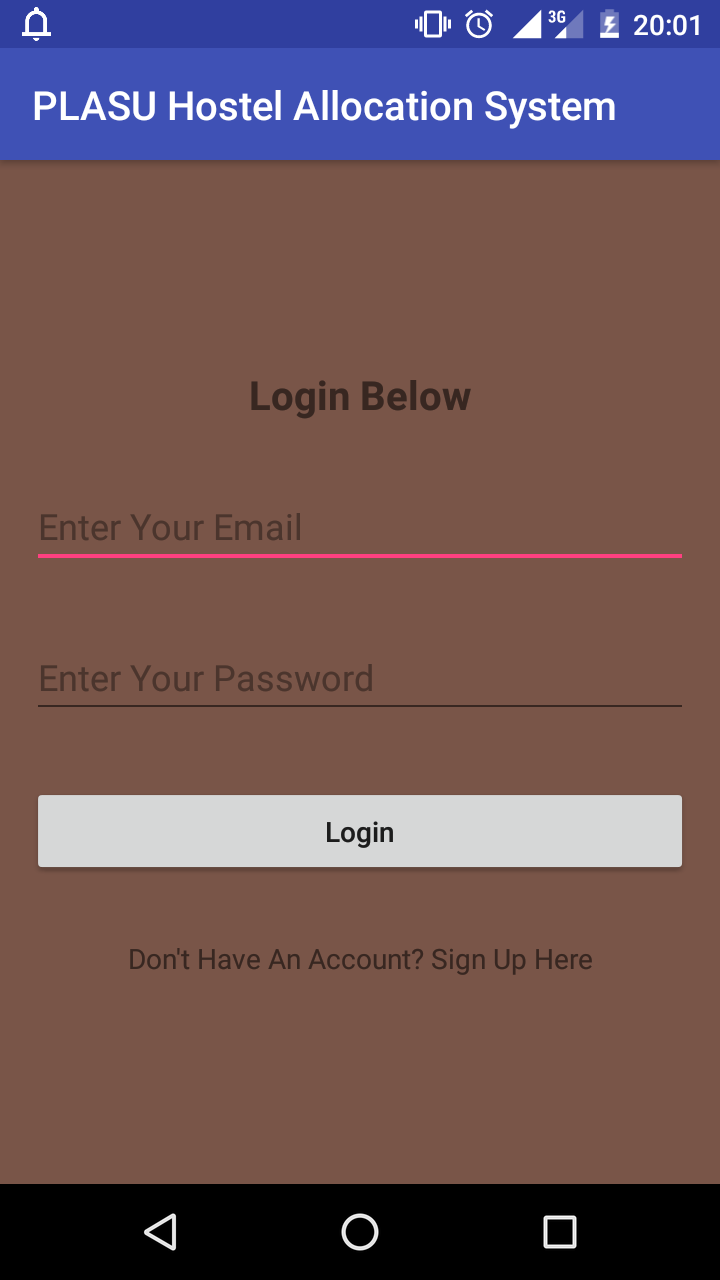 3G 20:01
PLASU Hostel Allocation System
Login Below
Enter Your Email
Enter Your Password
Login
Don't Have An Account? Sign Up Here